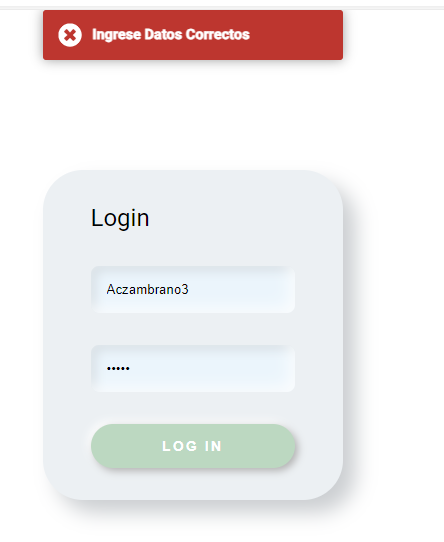 Ingrese Datos Correctos
Login
Aczambrano3
•••••
LOG IN